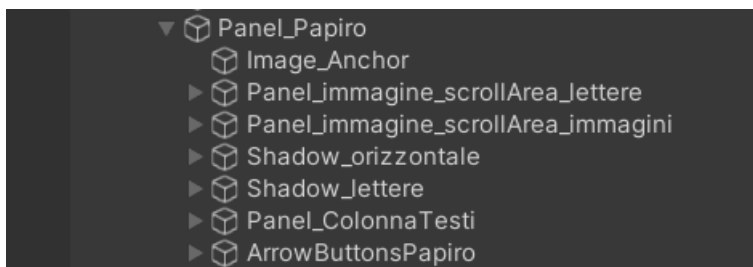 Panel_Papiro
Image_Anchor
Panel_immagine_scrollArea_lettere
Panel_immagine_scrollArea_immagini
Shadow_orizzontale
Shadow_lettere
Panel_ColonnaTesti
ArrowButtonsPapiro